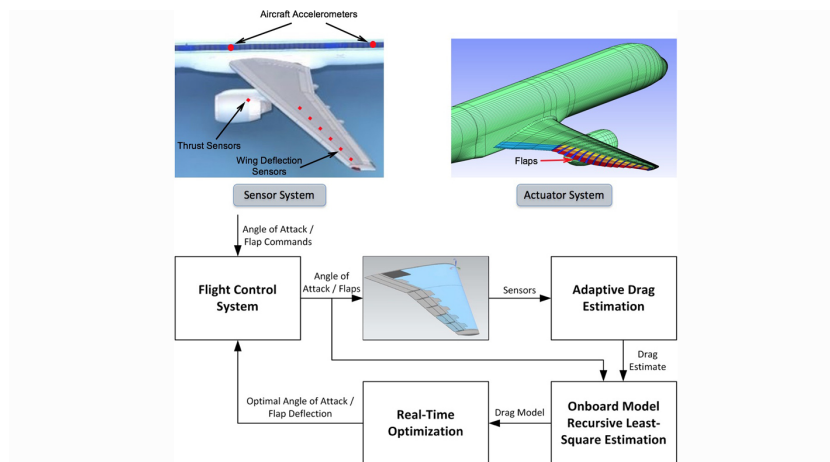 Aircraft Accelerometers
Thrust Sensors
Wing Deflection
Sensors
Flaps
Sensor System
Actuator System
Angle of Attack /
Flap Commands
Flight Control
System
Angle of
Attack / Flaps
Sensors
Adaptive Drag
Estimation
Drag
Estimate
Optimal Angle of Attack /
Flap Deflection
Real-Time
Optimization
Drag Model
Onboard Model
Recursive Least-
Square Estimation